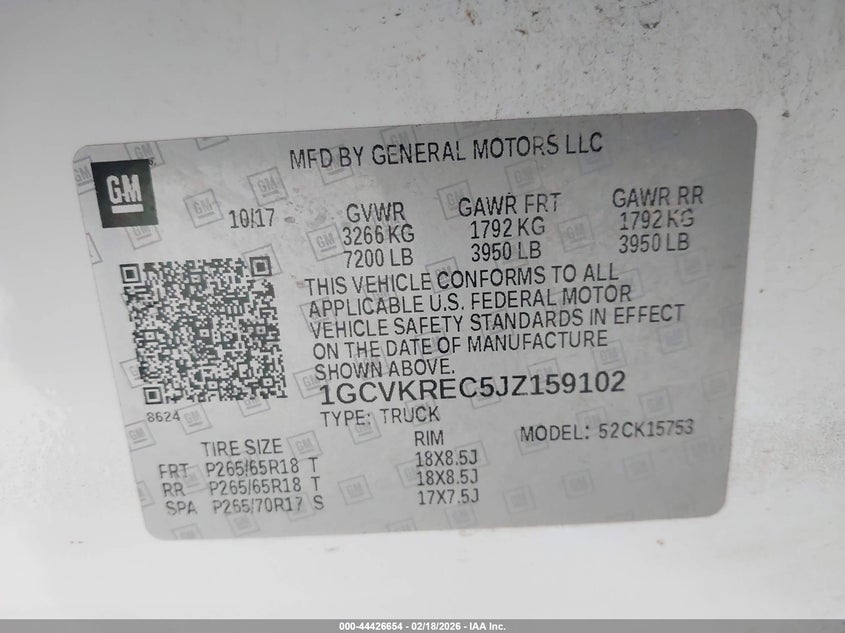 GM
MFD BY GENERAL MOTORS LLC
10/17
GVWR
3266 KG
7200 LB
GAWR FRT
1792 KG
3950 LB
GAWR RR
1792 KG
3950 LB
THIS VEHICLE CONFORMS TO ALL
APPLICABLE U.S. FEDERAL MOTOR
VEHICLE SAFETY STANDARDS IN EFFECT
ON THE DATE OF MANUFACTURE
SHOWN ABOVE.
1GCVKREC5JZ159102
8624
TYPE: TRUCK
MODEL: 52CK15753
TIRE SIZE RIM
FRT P265/65R18 T 18X8.5J
RR P265/65R18 T 18X8.5J
SPA P265/70R17 S 17X7.5J
000-44426654 - 02/18/2026 - IAA Inc.